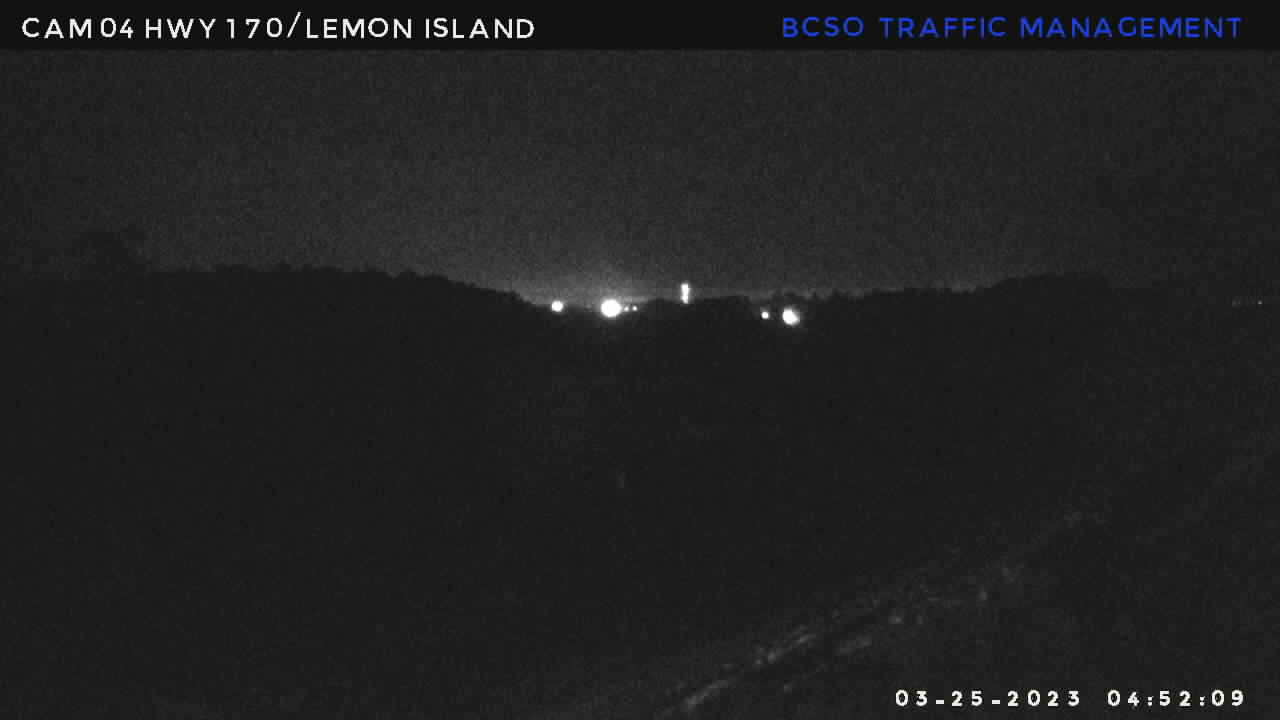 CAM04 HWY 170/LEMON ISLAND
BCSO TRAFFIC MANAGEMENT
03-25-2023 04:52:09